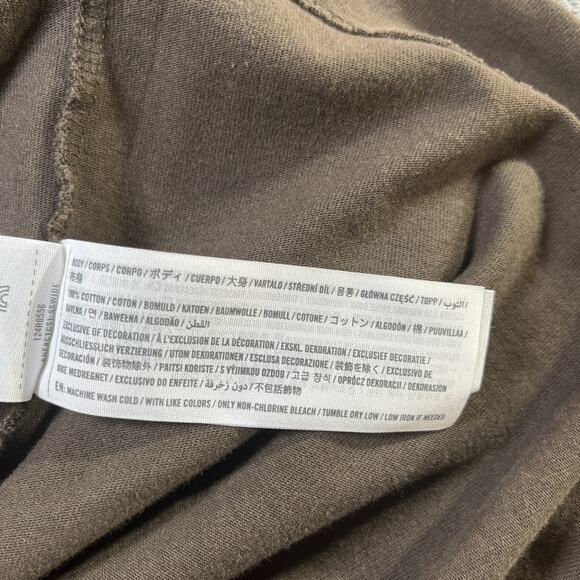 BODY / CORPS / CORPO / ボディ / CUERPO / 大身 / VARTALO / STŘEDNÍ DÍL / 몸통 / GŁÓWNA CZĘŚĆ / TOPP / الثوب /
布身
100% COTTON / COTON / BOMULD / KATOEN / BAUMWOLLE / BOMULL / COTONE / コットン / ALGODÓN / 棉 / PUUVILLA /
BAVLNA / 면 / BAWEŁNA / ALGODÃO / القطن /
EXCLUSIVE OF DECORATION / À L'EXCLUSION DE LA DÉCORATION / EKSKL. DEKORATION / EXCLUSIEF DECORATIE /
AUSSCHLIESSLICH VERZIERUNG / UTOM DEKORATIONEN / ESCLUSA DECORAZIONE / 装飾を除く / EXCLUSIVO DE
DECORACIÓN / 装饰物除外 / PAITSI KORISTE / S VÝJIMKOU OZDOB / 고급 장식 / OPRÓCZ DEKORACJI / DEKORASJON
IKKE MEDREGNET / EXCLUSIVO DO ENFEITE / دون زخرفة / 不包括飾物
EN: MACHINE WASH COLD / WITH LIKE COLORS / ONLY NON-CHLORINE BLEACH / TUMBLE DRY LOW / LOW IRON IF NEEDED
124R0556